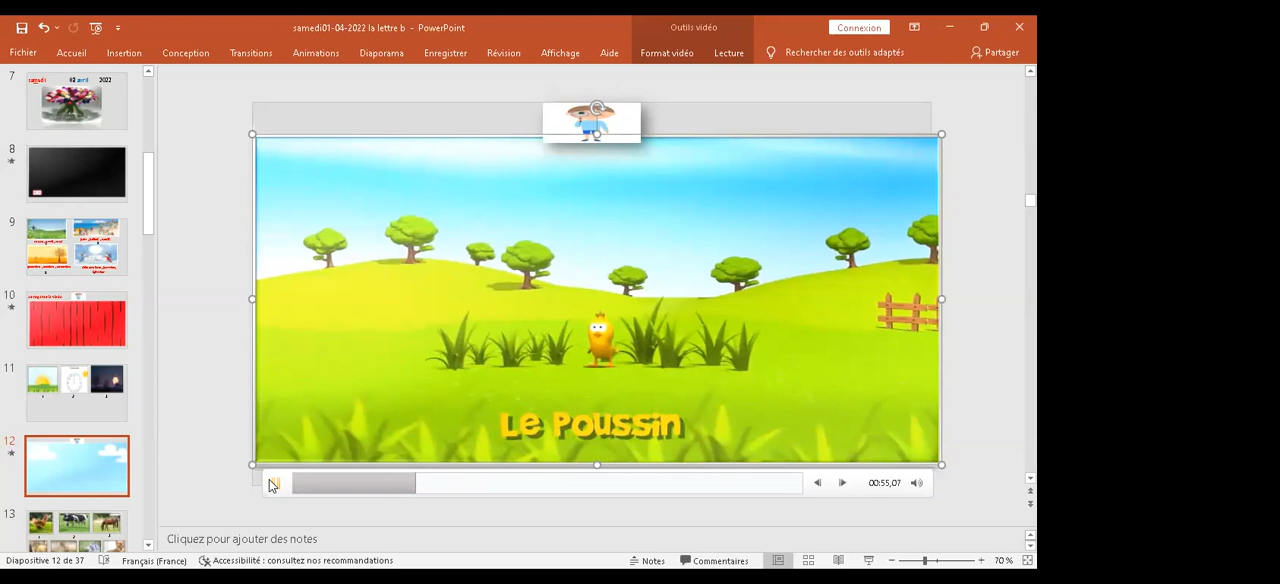 samedi01-04-2022 la lettre b - PowerPoint
Outils vidéo
Connexion
Fichier Accueil Insertion Conception Transitions Animations Diaporama Enregistrer Révision Affichage Aide Format vidéo Lecture Rechercher des outils adaptés Partager
7
samedi avril 2022
8
9
10
11
12
13
Le Poussin
00:55,07
Cliquez pour ajouter des notes
Diapositive 12 de 37 Français (France) Accessibilité : consultez nos recommandations Notes Commentaires 70 %